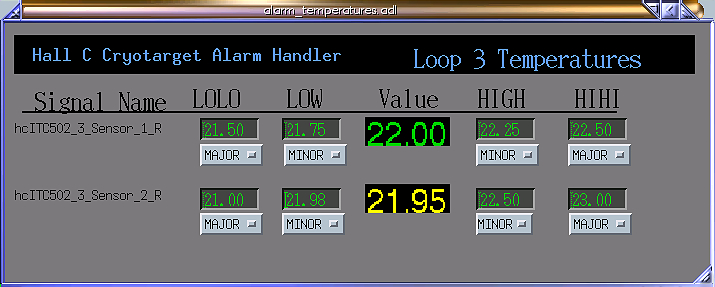 alarm_temperatures.adl
Hall C Cryotarget Alarm Handler
Loop 3 Temperatures
Signal Name LOLO LOW Value HIGH HIHI
hcITC502_3_Sensor_1_R 21.50 21.75 22.00 22.25 22.50
MAJOR MINOR MINOR MAJOR
hcITC502_3_Sensor_2_R 21.00 21.98 21.95 22.50 23.00
MAJOR MINOR MINOR MAJOR